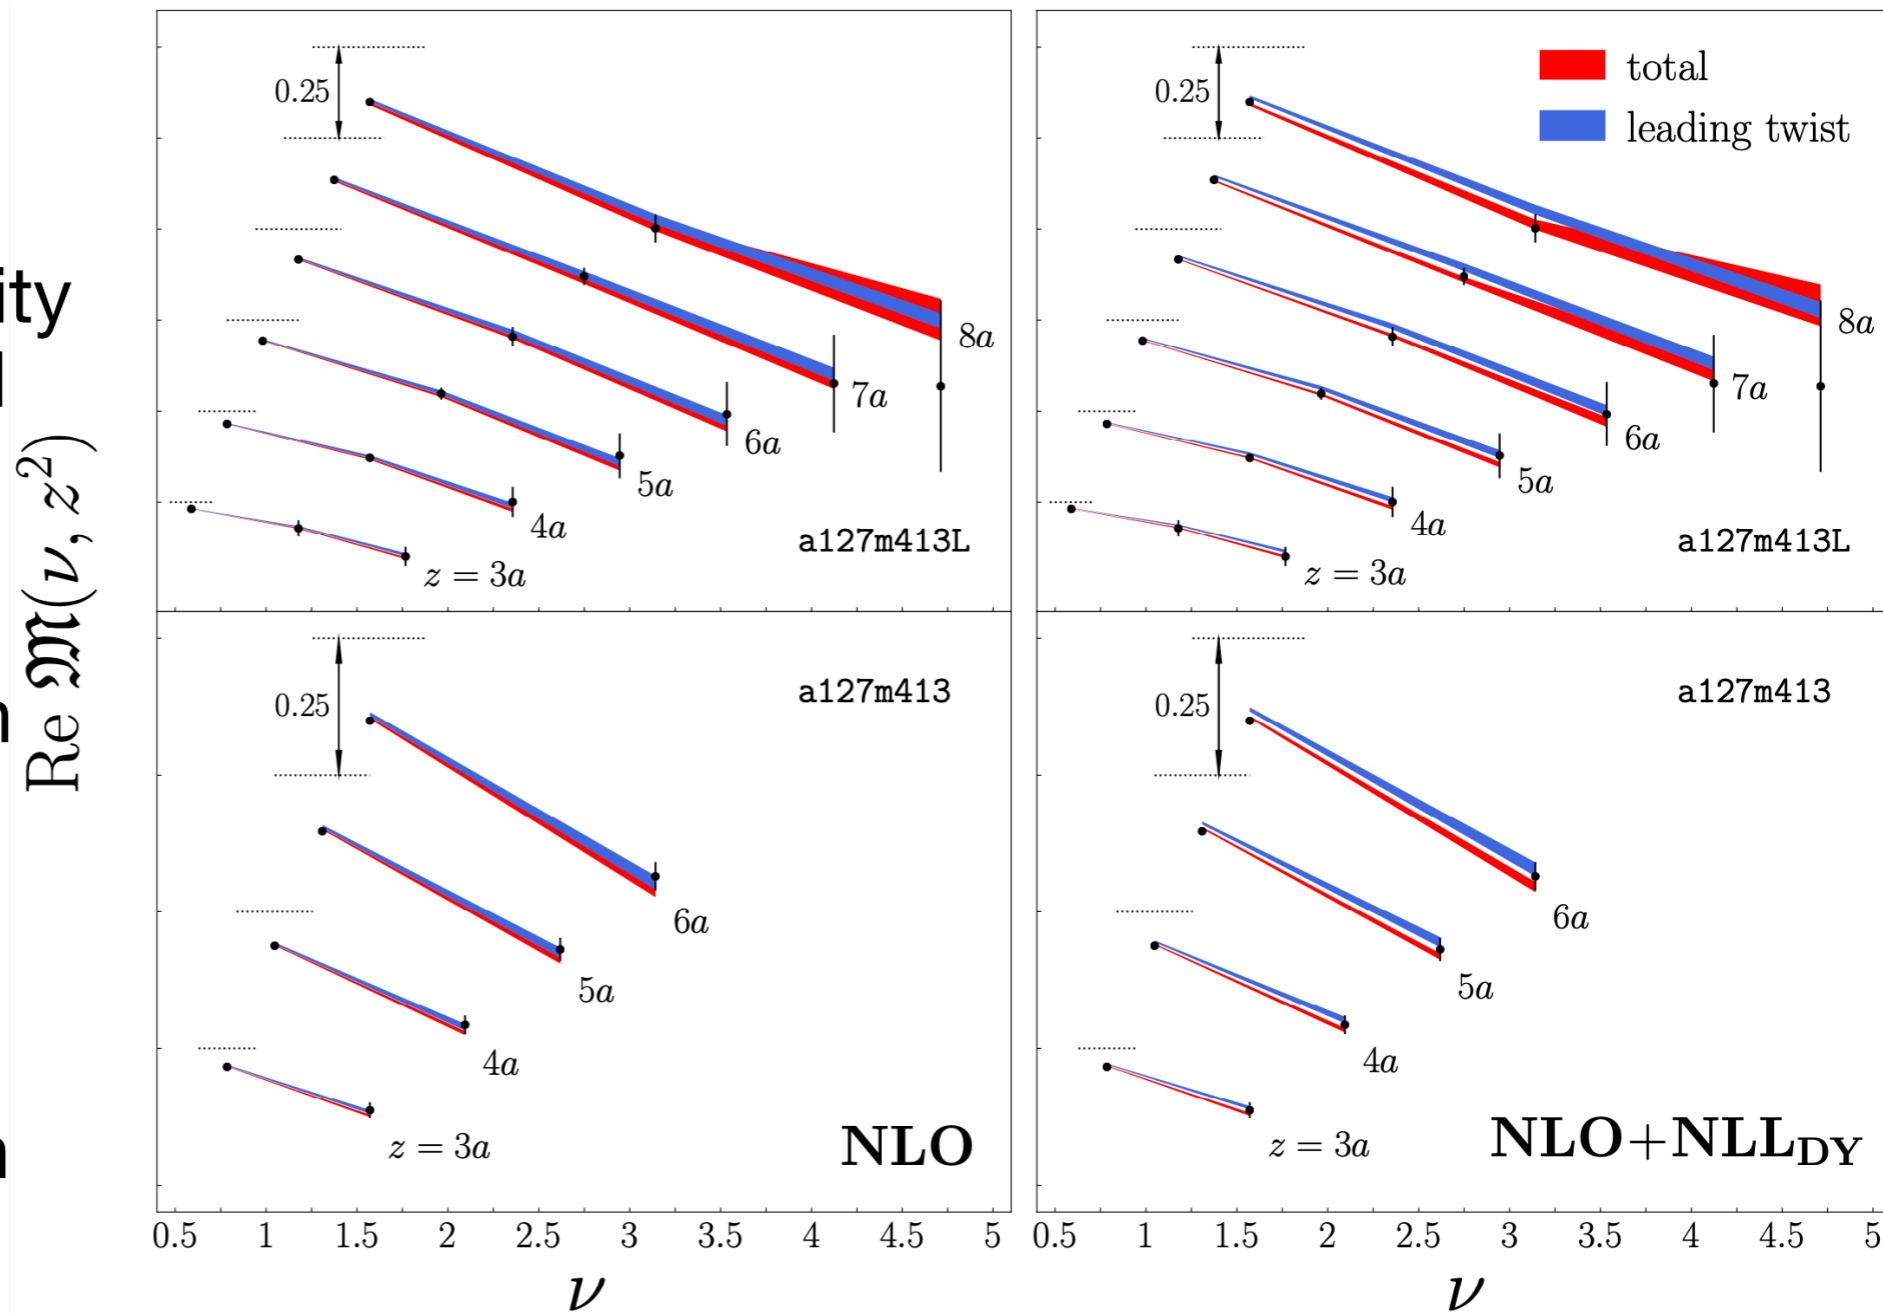 ity
n
n
Re 𝔐(ν, z²)
0.25
8a
7a
6a
5a
4a
z = 3a
a127m413L
0.25
total
leading twist
8a
7a
6a
5a
4a
z = 3a
a127m413L
0.25
a127m413
6a
5a
4a
z = 3a
NLO
0.25
a127m413
6a
5a
4a
z = 3a
NLO+NLL_DY
0.5 1 1.5 2 2.5 3 3.5 4 4.5 5
0.5 1 1.5 2 2.5 3 3.5 4 4.5 5
ν
ν